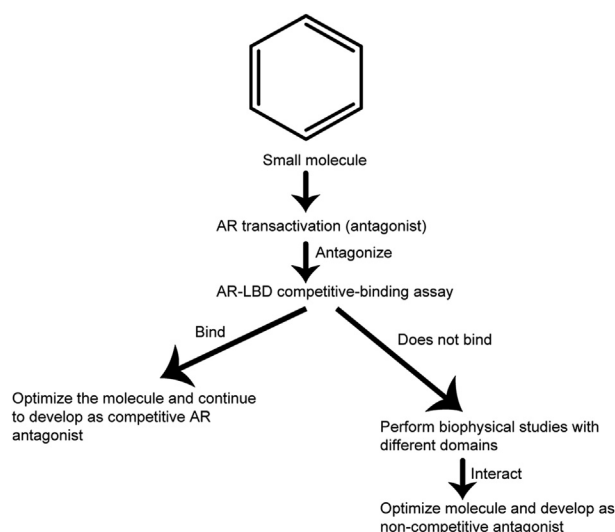 Small molecule
AR transactivation (antagonist)
Antagonize
AR-LBD competitive-binding assay
Bind
Does not bind
Optimize the molecule and continue
to develop as competitive AR
antagonist
Perform biophysical studies with
different domains
Interact
Optimize molecule and develop as
non-competitive antagonist